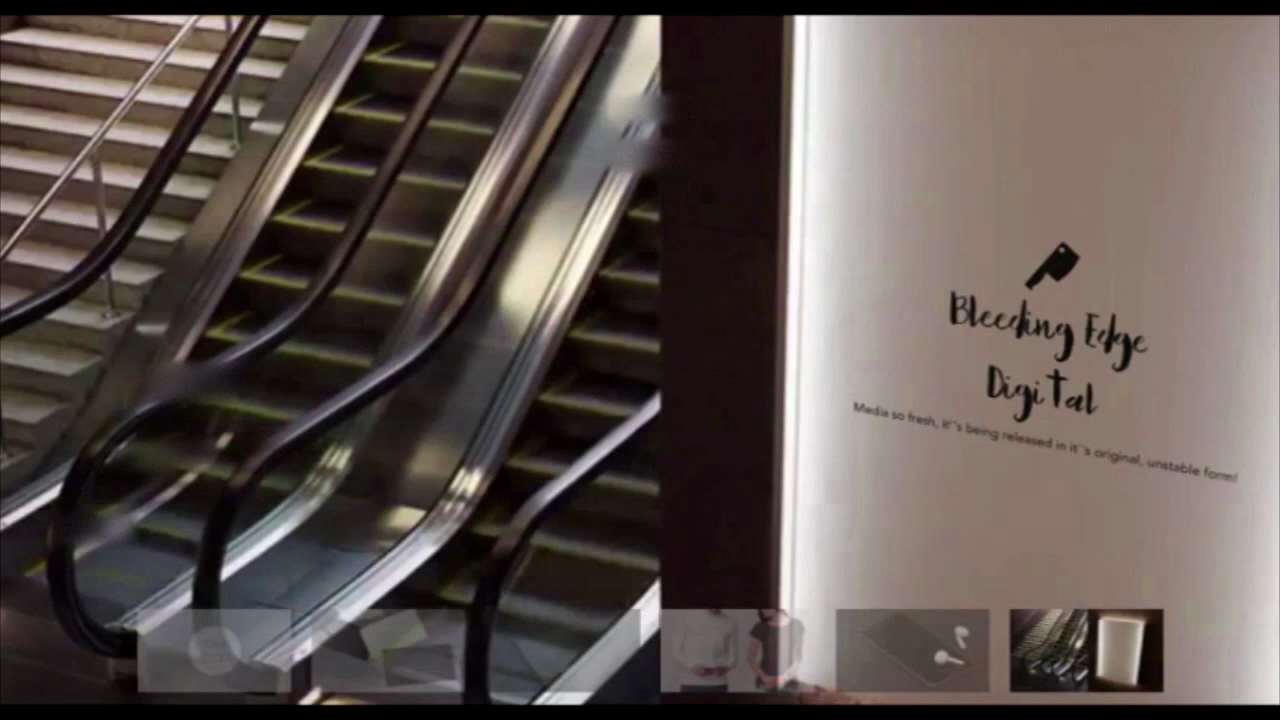 Bleeding Edge
Digital
Media so fresh, it"s being released in it"s original, unstable form!